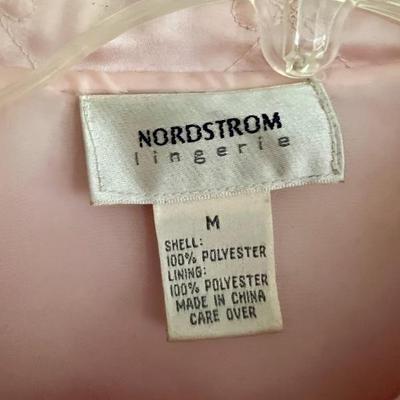 NORDSTROM
lingerie
M
SHELL:
100% POLYESTER
LINING:
100% POLYESTER
MADE IN CHINA
CARE OVER